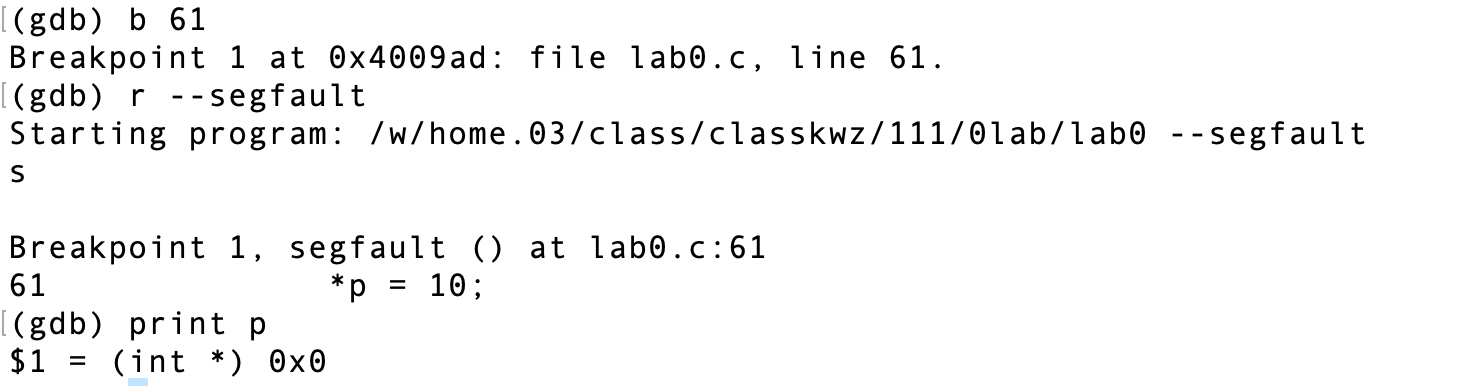 [(gdb) b 61
Breakpoint 1 at 0x4009ad: file lab0.c, line 61.
[(gdb) r --segfault
Starting program: /w/home.03/class/classkwz/111/0lab/lab0 --segfault
s
Breakpoint 1, segfault () at lab0.c:61
61              *p = 10;
[(gdb) print p
$1 = (int *) 0x0